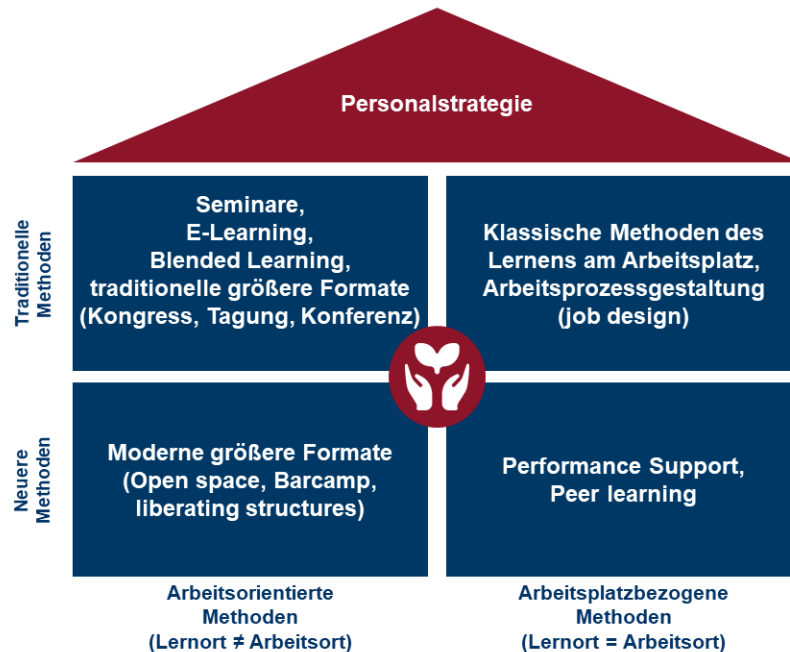 Personalstrategie
Traditionelle
Methoden
Seminare,
E-Learning,
Blended Learning,
traditionelle größere Formate
(Kongress, Tagung, Konferenz)
Klassische Methoden des
Lernens am Arbeitsplatz,
Arbeitsprozessgestaltung
(job design)
Neuere
Methoden
Moderne größere Formate
(Open space, Barcamp,
liberating structures)
Performance Support,
Peer learning
Arbeitsorientierte
Methoden
(Lernort ≠ Arbeitsort)
Arbeitsplatzbezogene
Methoden
(Lernort = Arbeitsort)